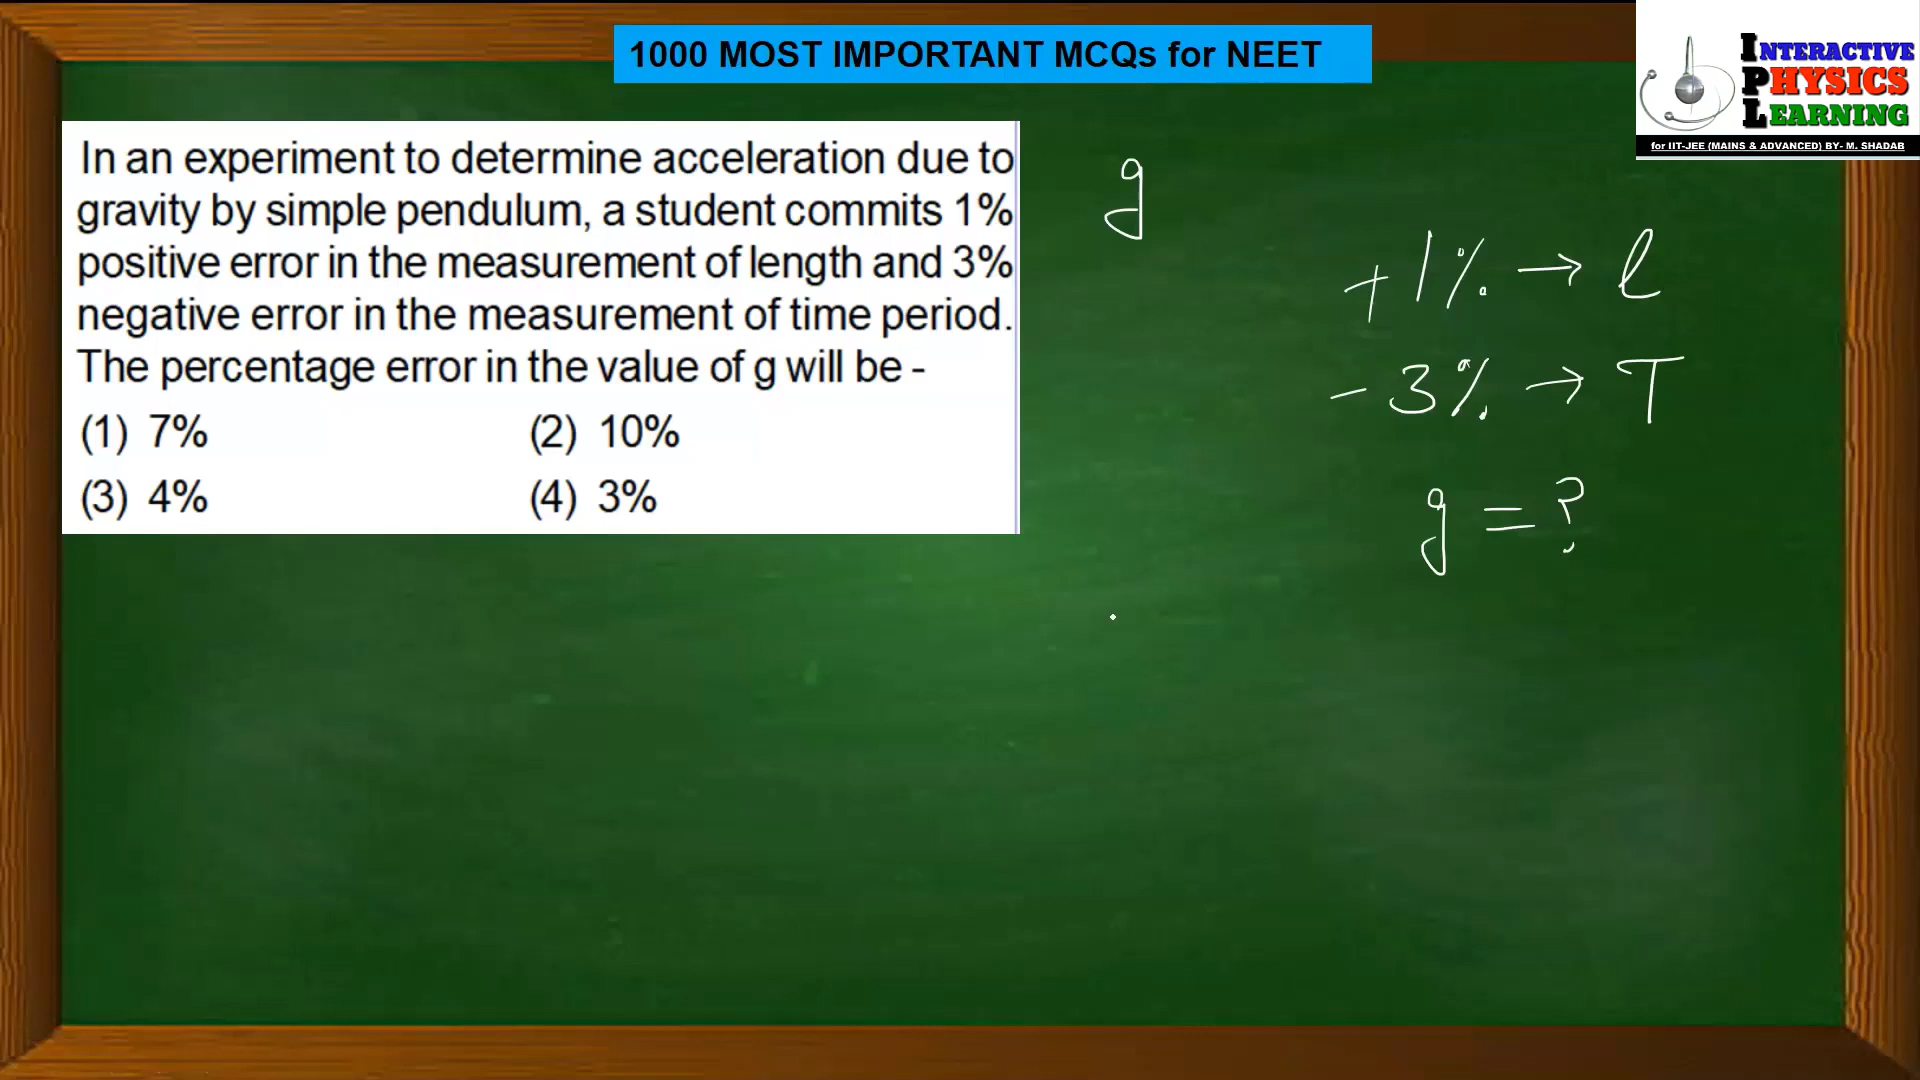 1000 MOST IMPORTANT MCQs for NEET
INTERACTIVE
PHYSICS
LEARNING
for IIT-JEE (MAINS & ADVANCED) BY- M. SHADAB
In an experiment to determine acceleration due to
gravity by simple pendulum, a student commits 1%
positive error in the measurement of length and 3%
negative error in the measurement of time period.
The percentage error in the value of g will be -
(1) 7% (2) 10%
(3) 4% (4) 3%
g
+1% → l
- 3% → T
g = ?